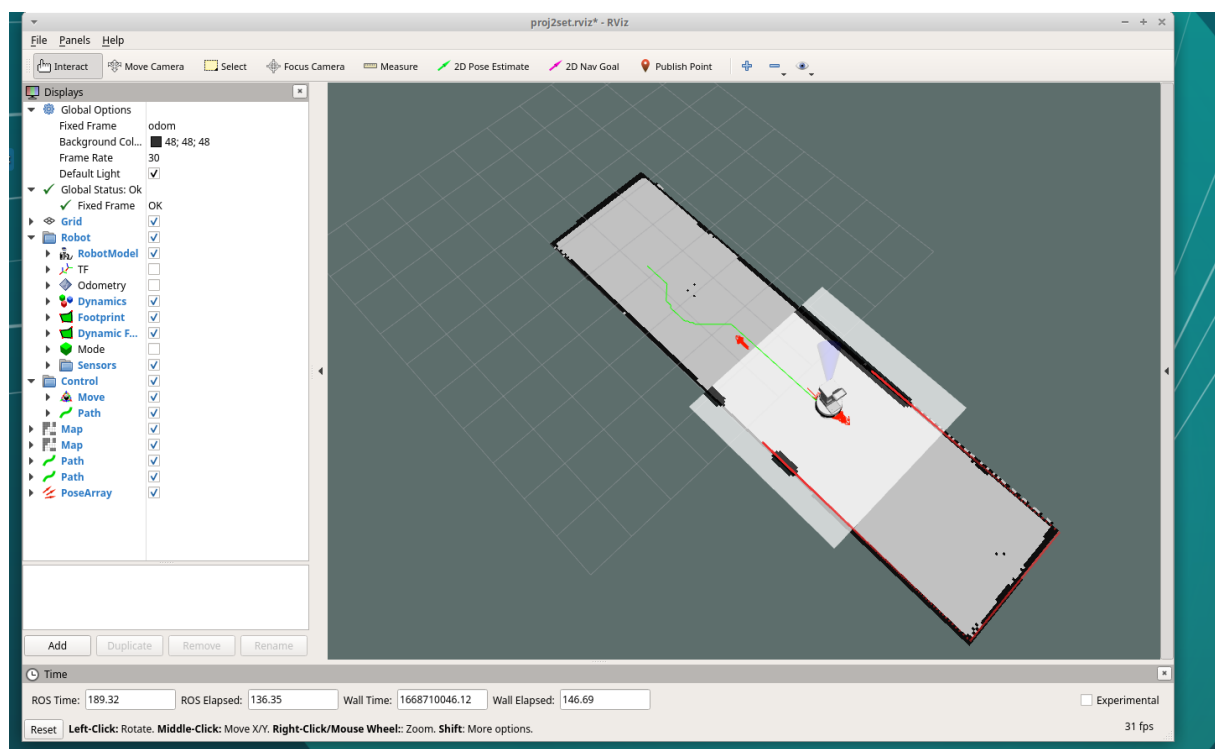 proj2set.rviz* - RViz
File Panels Help
Interact Move Camera Select Focus Camera Measure 2D Pose Estimate 2D Nav Goal Publish Point
Displays
Global Options
Fixed Frame odom
Background Col... 48; 48; 48
Frame Rate 30
Default Light
Global Status: Ok
Fixed Frame OK
Grid
Robot
RobotModel
TF
Odometry
Dynamics
Footprint
Dynamic F...
Mode
Sensors
Control
Move
Path
Map
Map
Path
Path
PoseArray
Add Duplicate Remove Rename
Time
ROS Time: 189.32 ROS Elapsed: 136.35 Wall Time: 1668710046.12 Wall Elapsed: 146.69 Experimental
Reset Left-Click: Rotate. Middle-Click: Move X/Y. Right-Click/Mouse Wheel:: Zoom. Shift: More options. 31 fps